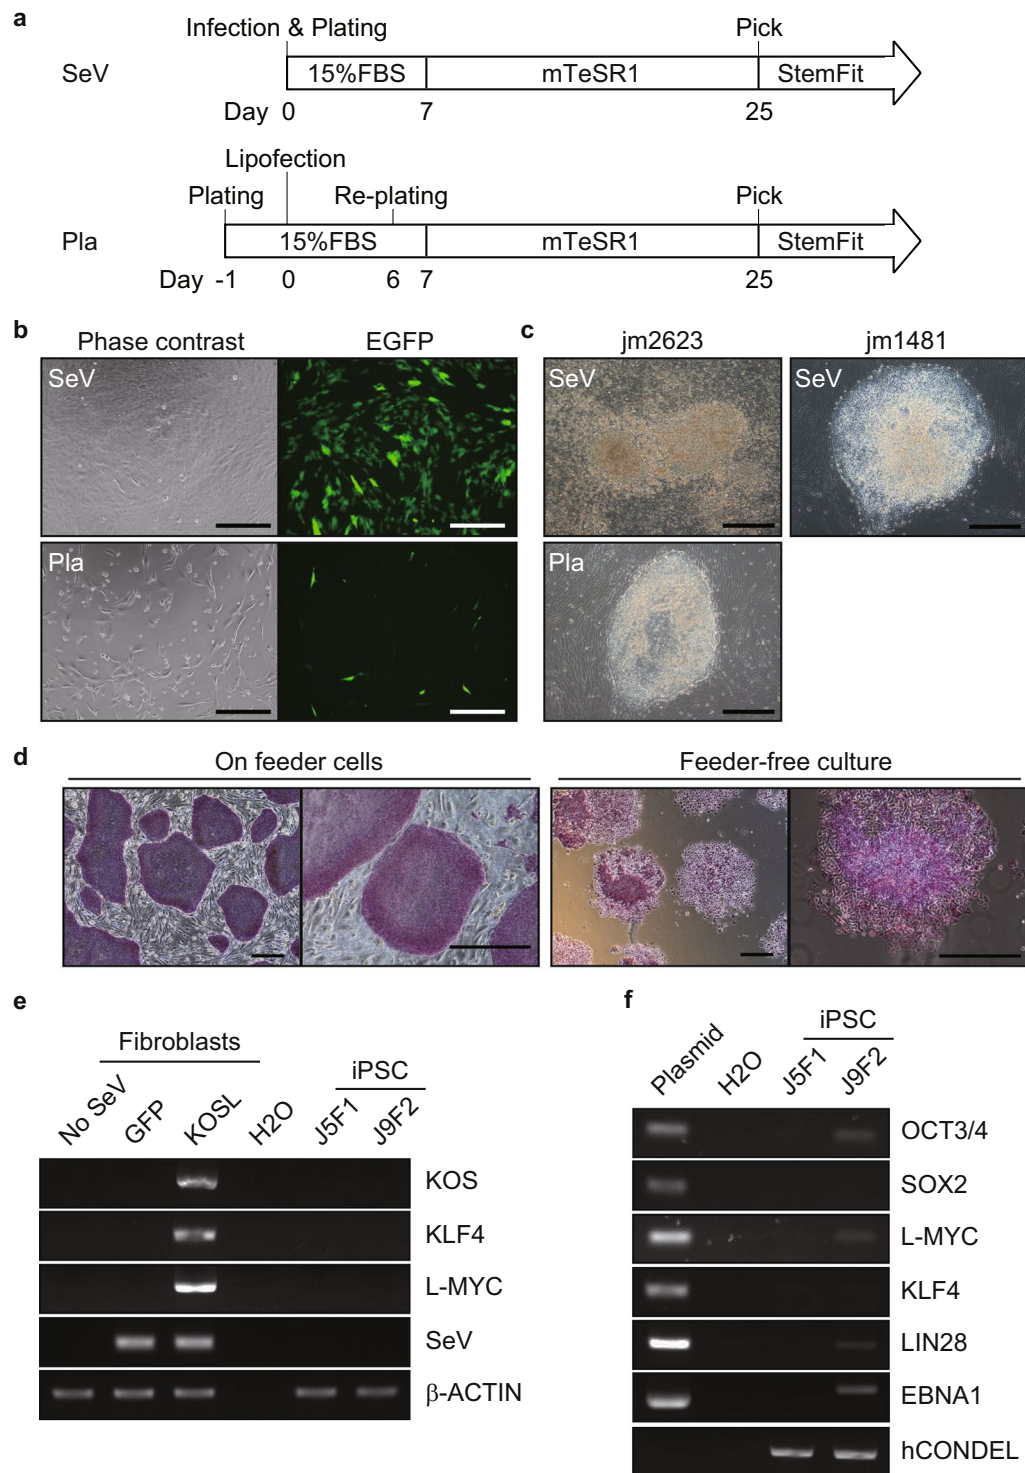 a
Infection & Plating
Pick
SeV
15%FBS
mTeSR1
StemFit
Day 0 7 25
Lipofection
Plating
Re-plating
Pick
Pla
15%FBS
mTeSR1
StemFit
Day -1 0 6 7 25
b
Phase contrast
EGFP
SeV
Pla
c
jm2623
jm1481
SeV
SeV
Pla
d
On feeder cells
Feeder-free culture
e
Fibroblasts
iPSC
No SeV
GFP
KOSL
H2O
J5F1
J9F2
KOS
KLF4
L-MYC
SeV
β-ACTIN
f
iPSC
Plasmid
H2O
J5F1
J9F2
OCT3/4
SOX2
L-MYC
KLF4
LIN28
EBNA1
hCONDEL